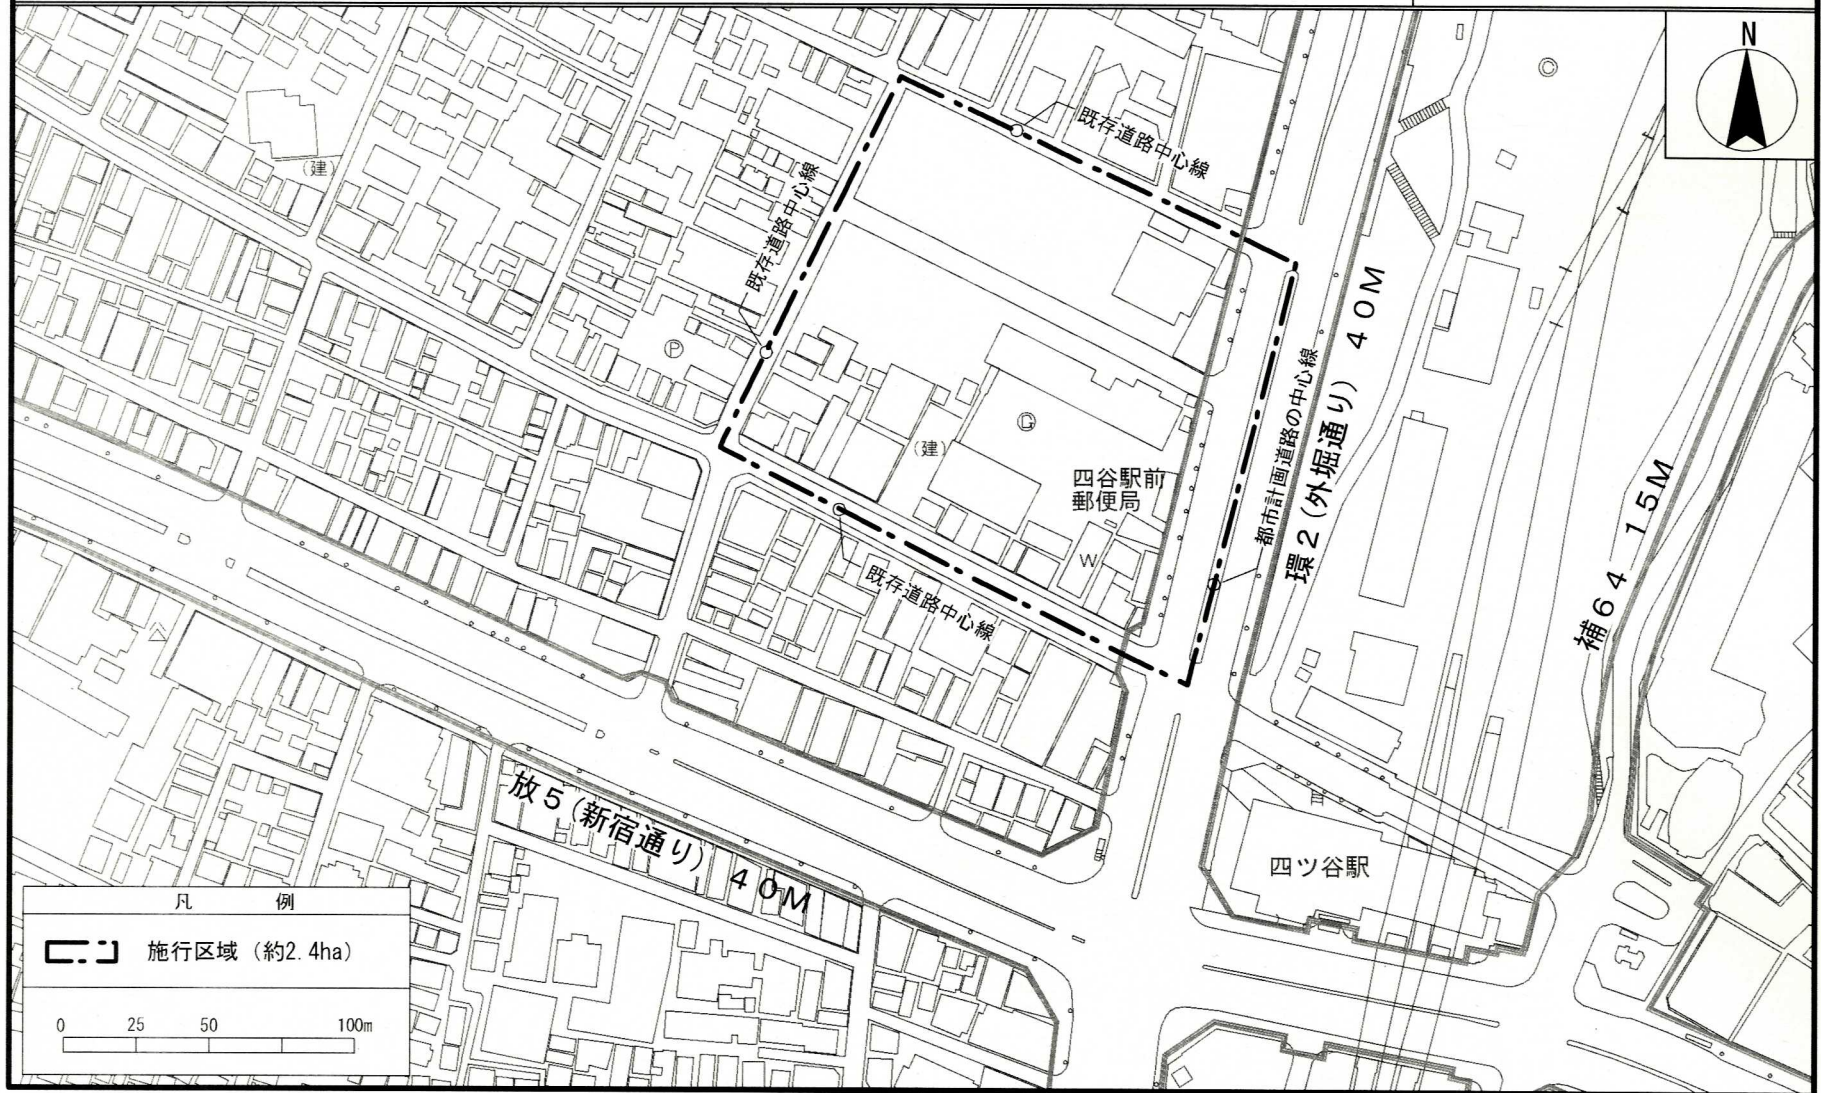 N
既存道路中心線
既存道路中心線
(建)
P
環2(外堀通り) 40M
都市計画道路の中心線
(建)
四谷駅前
郵便局
W
補64 15M
既存道路中心線
放5(新宿通り) 40M
四ツ谷駅
凡 例
施行区域 (約2.4ha)
0 25 50 100m